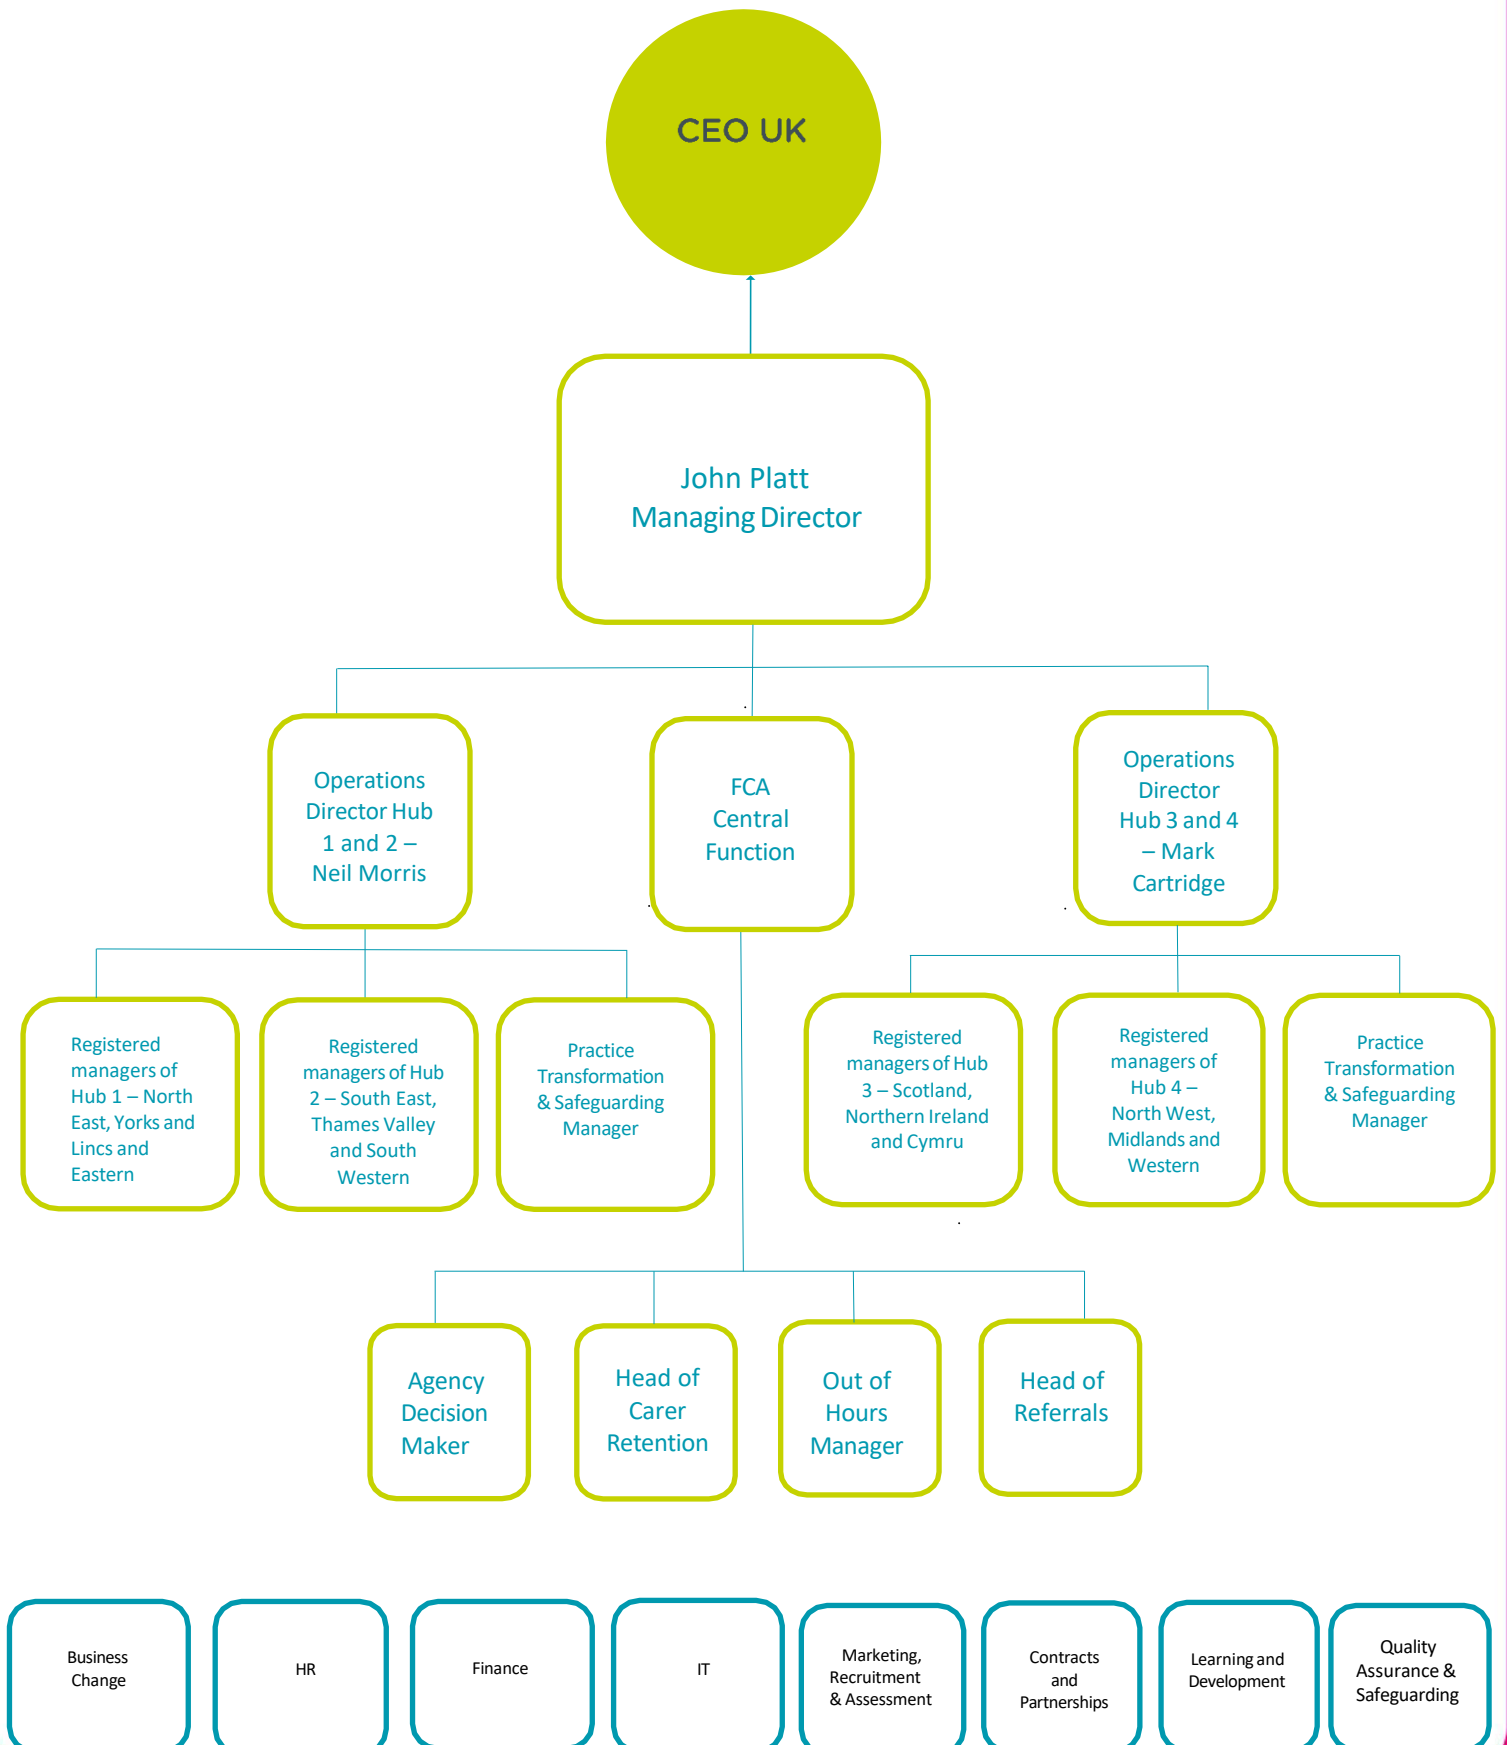 CEO UK
John Platt
Managing Director
Operations
Director Hub
1 and 2 –
Neil Morris
FCA
Central
Function
Operations
Director
Hub 3 and 4
– Mark
Cartridge
Registered
managers of
Hub 1 – North
East, Yorks and
Lincs and
Eastern
Registered
managers of Hub
2 – South East,
Thames Valley
and South
Western
Practice
Transformation
& Safeguarding
Manager
Registered
managers of Hub
3 – Scotland,
Northern Ireland
and Cymru
Registered
managers of
Hub 4 –
North West,
Midlands and
Western
Practice
Transformation
& Safeguarding
Manager
Agency
Decision
Maker
Head of
Carer
Retention
Out of
Hours
Manager
Head of
Referrals
Business
Change
HR
Finance
IT
Marketing,
Recruitment
& Assessment
Contracts
and
Partnerships
Learning and
Development
Quality
Assurance &
Safeguarding